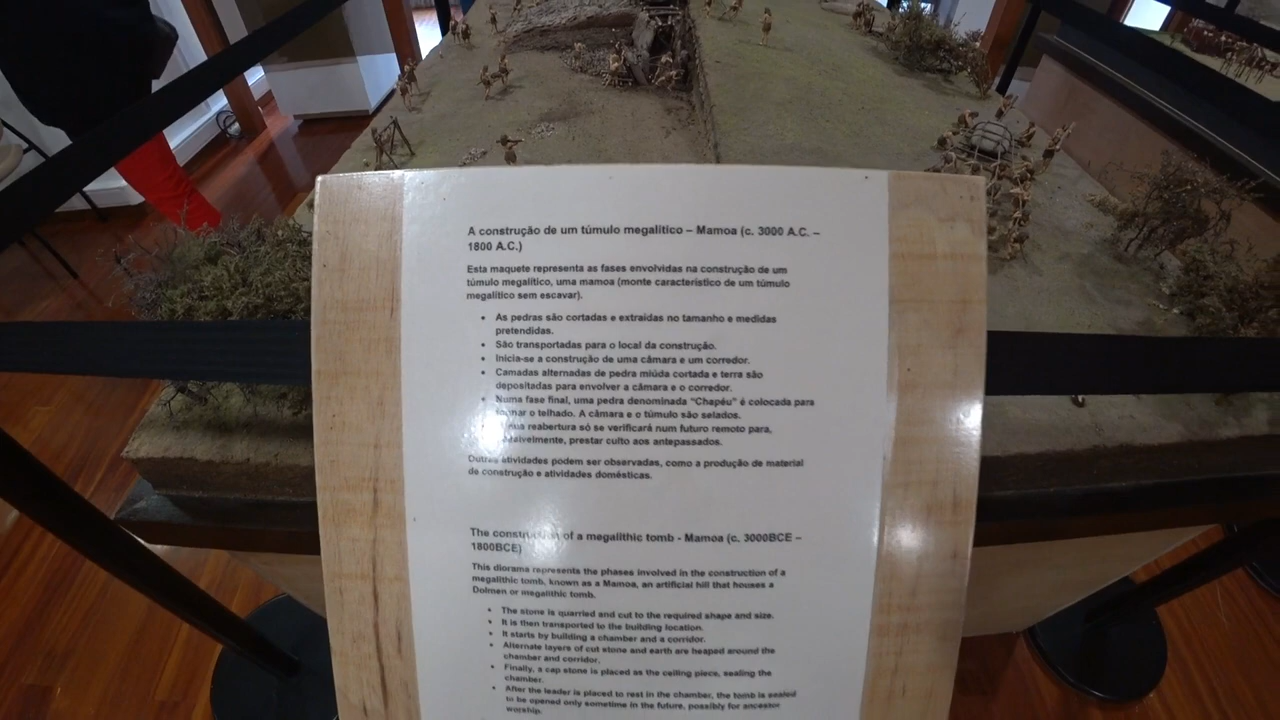 A construção de um túmulo megalítico – Mamoa (c. 3000 A.C. –
1800 A.C.)
Esta maquete representa as fases envolvidas na construção de um
túmulo megalítico, uma mamoa (monte característico de um túmulo
megalítico sem escavar).
• As pedras são cortadas e extraídas no tamanho e medidas
pretendidas.
• São transportadas para o local da construção.
• Inicia-se a construção de uma câmara e um corredor.
• Camadas alternadas de pedra miúda cortada e terra são
depositadas para envolver a câmara e o corredor.
• Numa fase final, uma pedra denominada “Chapéu” é colocada para
o telhado. A câmara e o túmulo são selados.
reabertura só se verificará num futuro remoto para,
prestar culto aos antepassados.
Outras atividades podem ser observadas, como a produção de material
de construção e atividades domésticas.
The construction of a megalithic tomb - Mamoa (c. 3000BCE –
1800BCE)
This diorama represents the phases involved in the construction of a
megalithic tomb, known as a Mamoa, an artificial hill that houses a
Dolmen or megalithic tomb.
• The stone is quarried and cut to the required shape and size.
• It is then transported to the building location.
• It starts by building a chamber and a corridor.
• Alternate layers of cut stone and earth are heaped around the
chamber and corridor.
• Finally, a cap stone is placed as the ceiling piece, sealing the
chamber.
• After the leader is placed to rest in the chamber, the tomb is sealed
to be opened only sometime in the future, possibly for ancestor
worship.